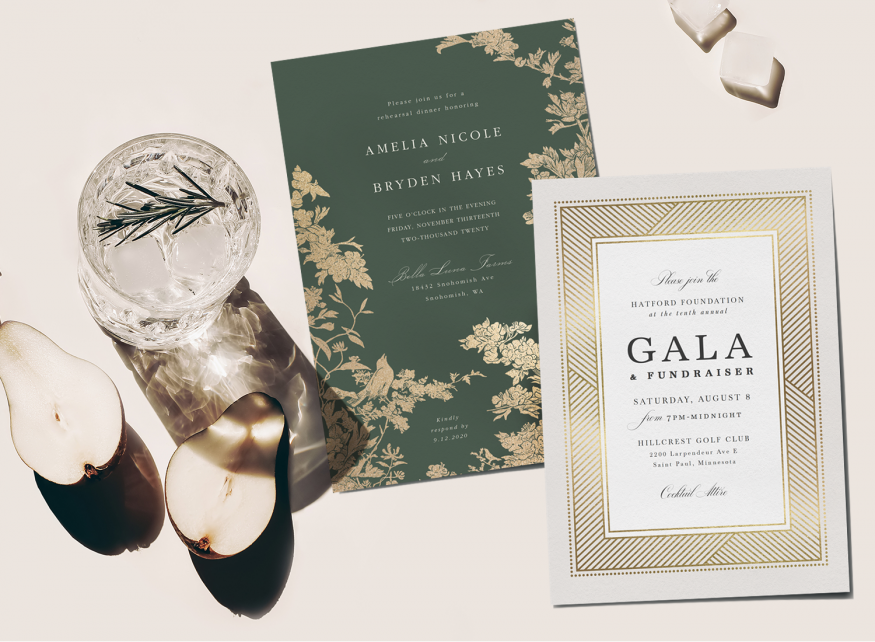 Please join us for a
rehearsal dinner honoring
AMELIA NICOLE
and
BRYDEN HAYES
FIVE O'CLOCK IN THE EVENING
FRIDAY, NOVEMBER THIRTEENTH
TWO-THOUSAND TWENTY
Bella Luna Farms
18452 Snohomish Ave
Snohomish, WA
Kindly
respond by
9.12.2020
Please join the
HATFORD FOUNDATION
at the tenth annual
GALA
& FUNDRAISER
SATURDAY, AUGUST 8
from 7PM-MIDNIGHT
HILLCREST GOLF CLUB
2200 Larpendeur Ave E
Saint Paul, Minnesota
Cocktail Attire